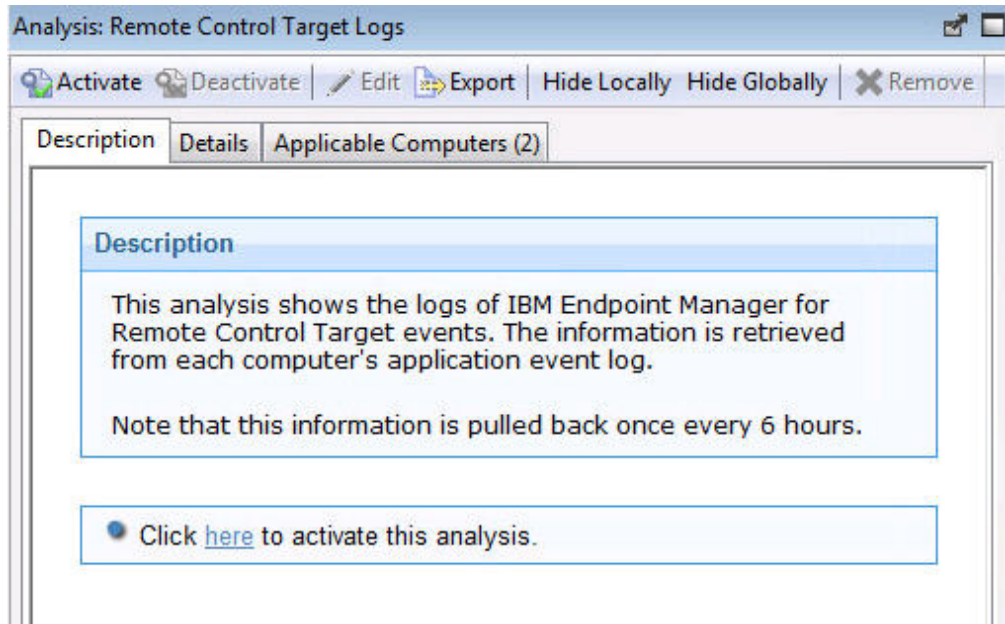 Analysis: Remote Control Target Logs
Activate Deactivate Edit Export Hide Locally Hide Globally Remove
Description Details Applicable Computers (2)
Description
This analysis shows the logs of IBM Endpoint Manager for
Remote Control Target events. The information is retrieved
from each computer's application event log.
Note that this information is pulled back once every 6 hours.
Click here to activate this analysis.